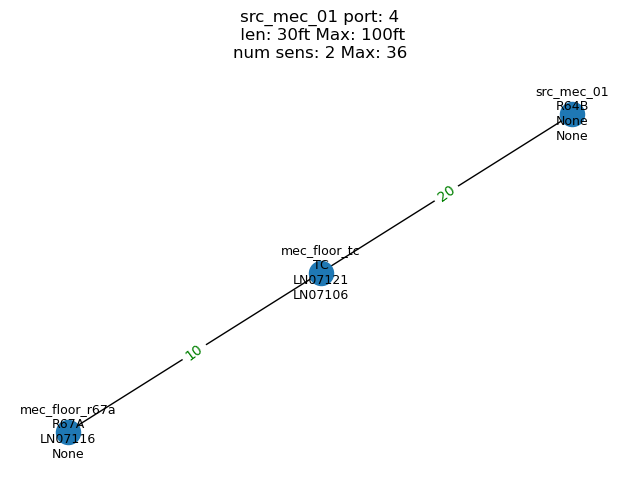 src_mec_01 port: 4
len: 30ft Max: 100ft
num sens: 2 Max: 36
src_mec_01
R64B
None
None
20
mec_floor_tc
TC
LN07121
LN07106
10
mec_floor_r67a
R67A
LN07116
None